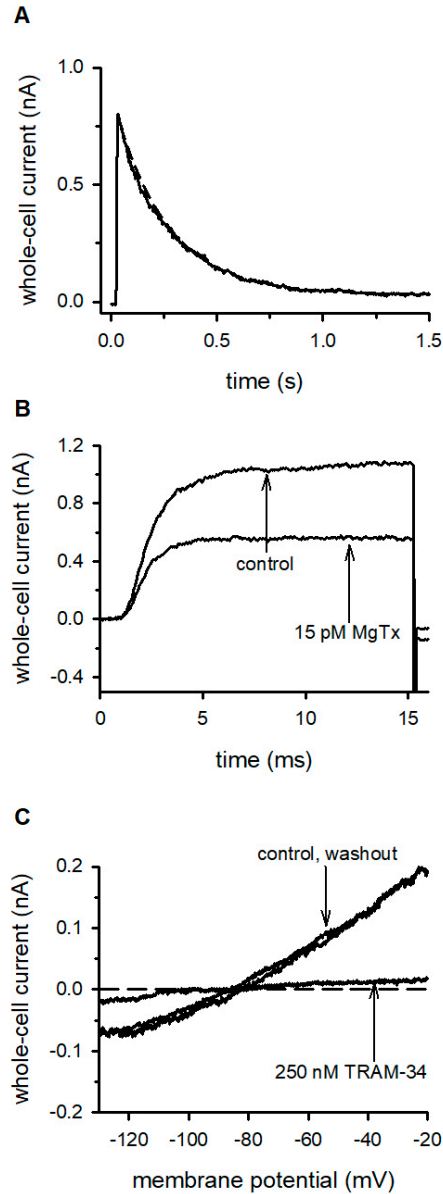 A
whole-cell current (nA)
1.0
0.5
0.0
0.0 0.5 1.0 1.5
time (s)
B
whole-cell current (nA)
1.2
0.8
0.4
0.0
-0.4
control
15 pM MgTx
0 5 10 15
time (ms)
C
whole-cell current (nA)
0.2
0.1
0.0
-0.1
-0.2
control, washout
250 nM TRAM-34
-120 -100 -80 -60 -40 -20
membrane potential (mV)